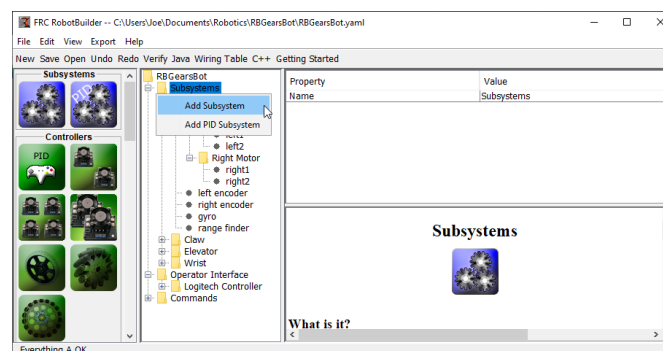 FRC RobotBuilder -- C:\Users\Joe\Documents\Robotics\RBGearsBot\RBGearsBot.yaml
File Edit View Export Help
New Save Open Undo Redo Verify Java Wiring Table C++ Getting Started
Subsystems
PID
Controllers
PID
RBGearsBot
Subsystems
Add Subsystem
Add PID Subsystem
left1
left2
Right Motor
right1
right2
left encoder
right encoder
gyro
range finder
Claw
Elevator
Wrist
Operator Interface
Logitech Controller
Commands
Property Value
Name Subsystems
Subsystems
What is it?
Everything A OK